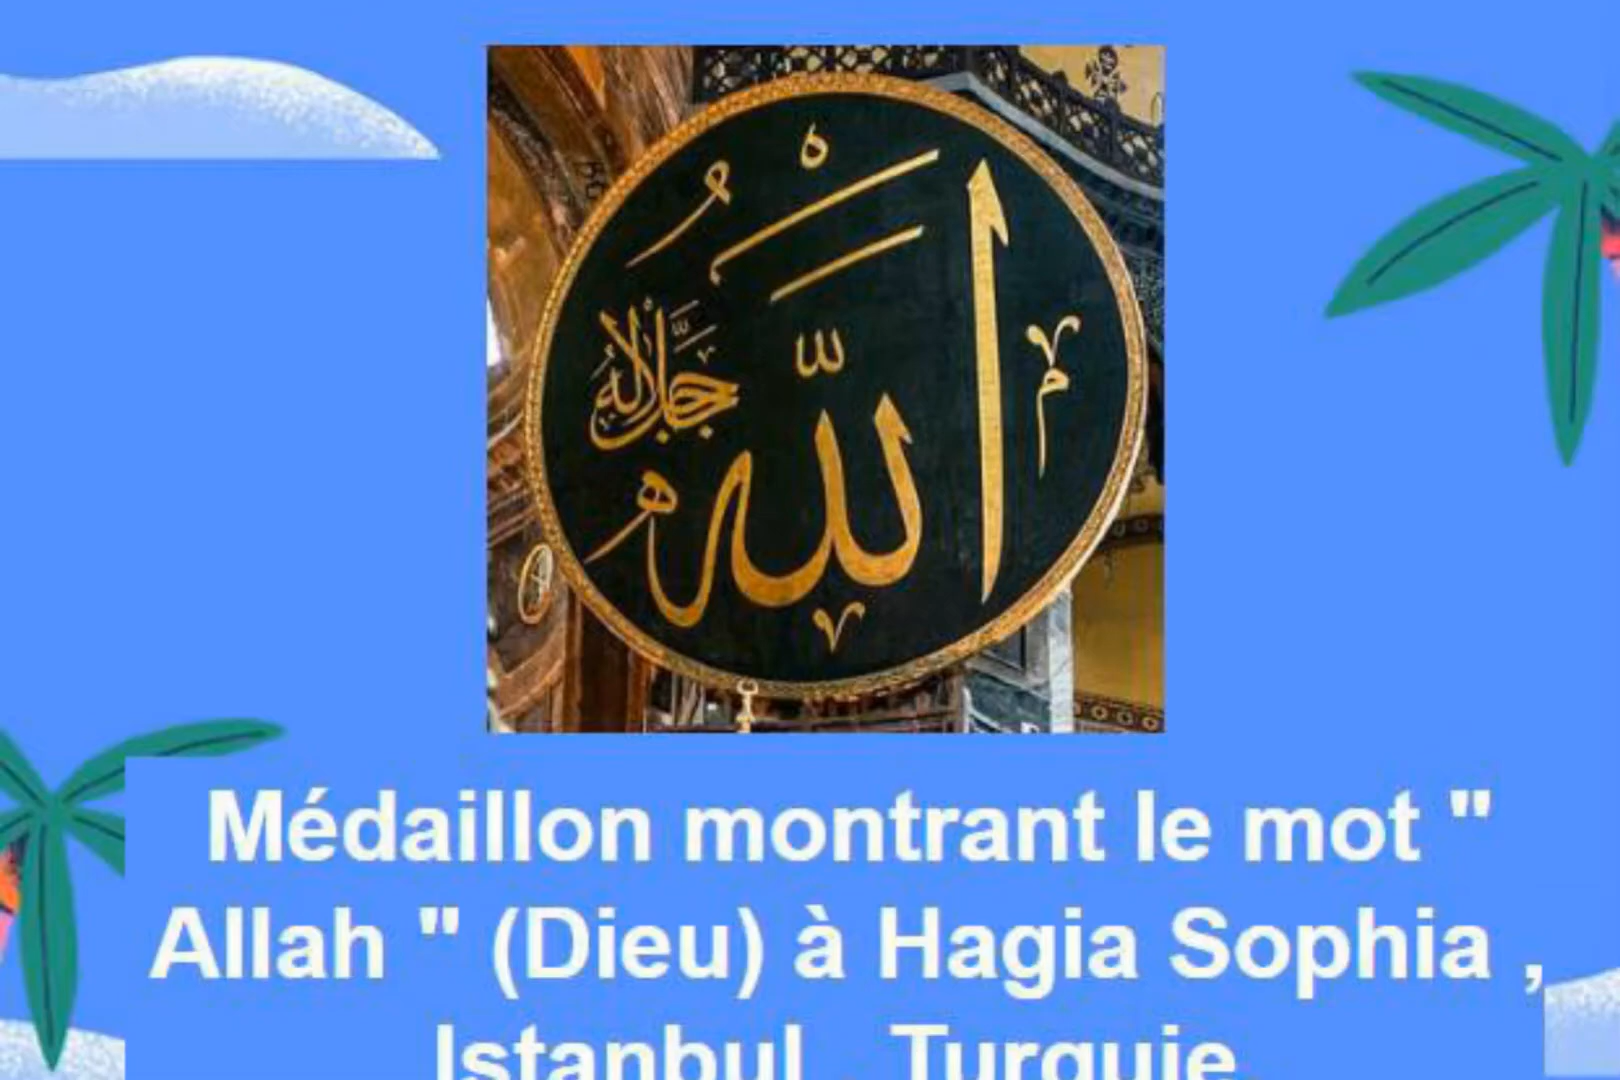 الله
جل جلاله
Médaillon montrant le mot "
Allah " (Dieu) à Hagia Sophia ,
Istanbul , Turquie